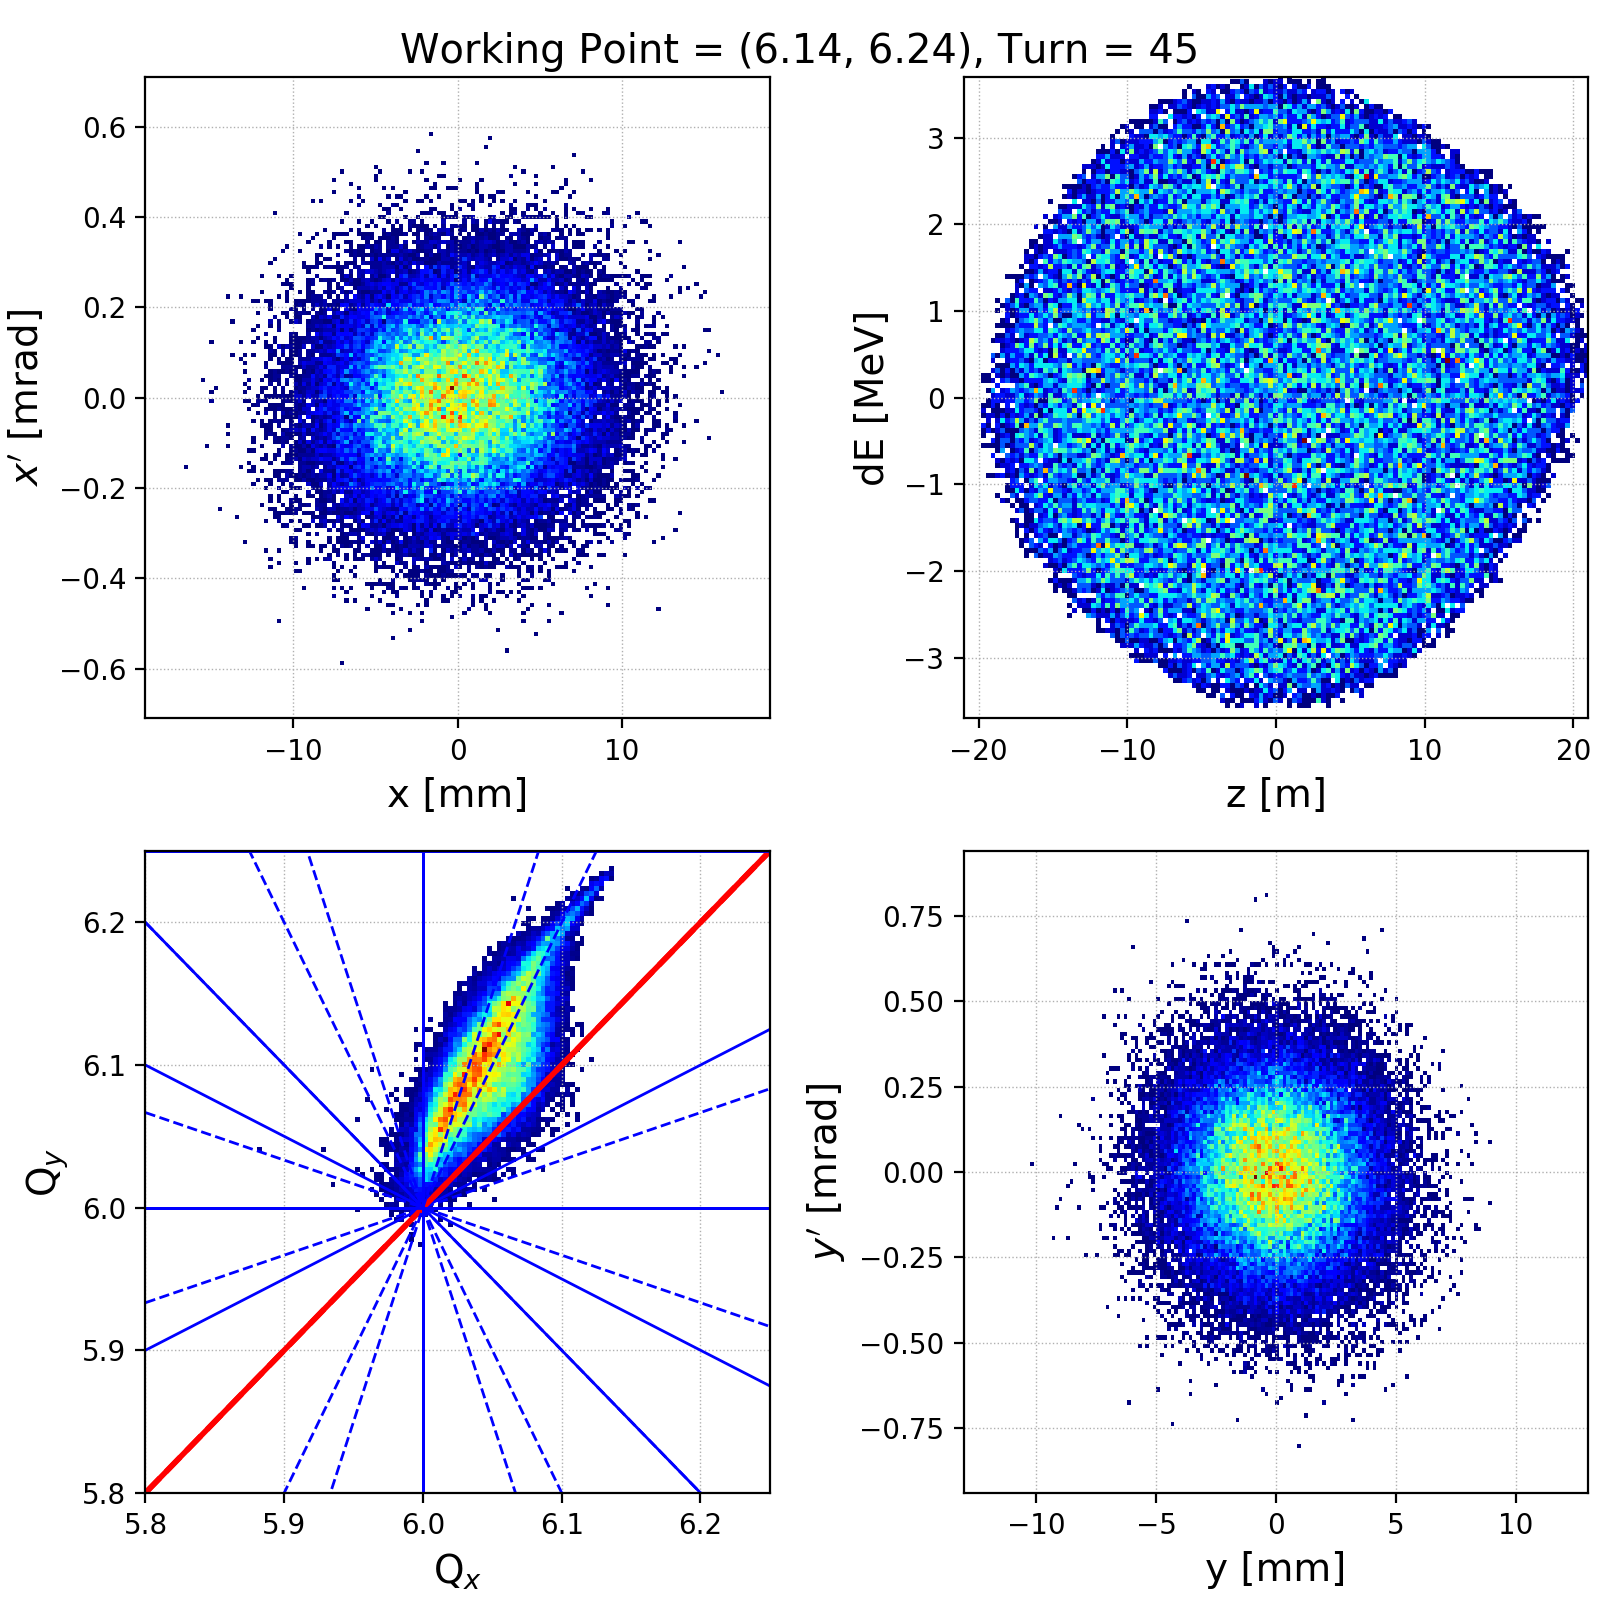 Working Point = (6.14, 6.24), Turn = 45
x′ [mrad]
0.6
0.4
0.2
0.0
−0.2
−0.4
−0.6
−10 0 10
x [mm]
dE [MeV]
3
2
1
0
−1
−2
−3
−20 −10 0 10 20
z [m]
Qy
6.2
6.1
6.0
5.9
5.8
5.8 5.9 6.0 6.1 6.2
Qx
y′ [mrad]
0.75
0.50
0.25
0.00
−0.25
−0.50
−0.75
−10 −5 0 5 10
y [mm]